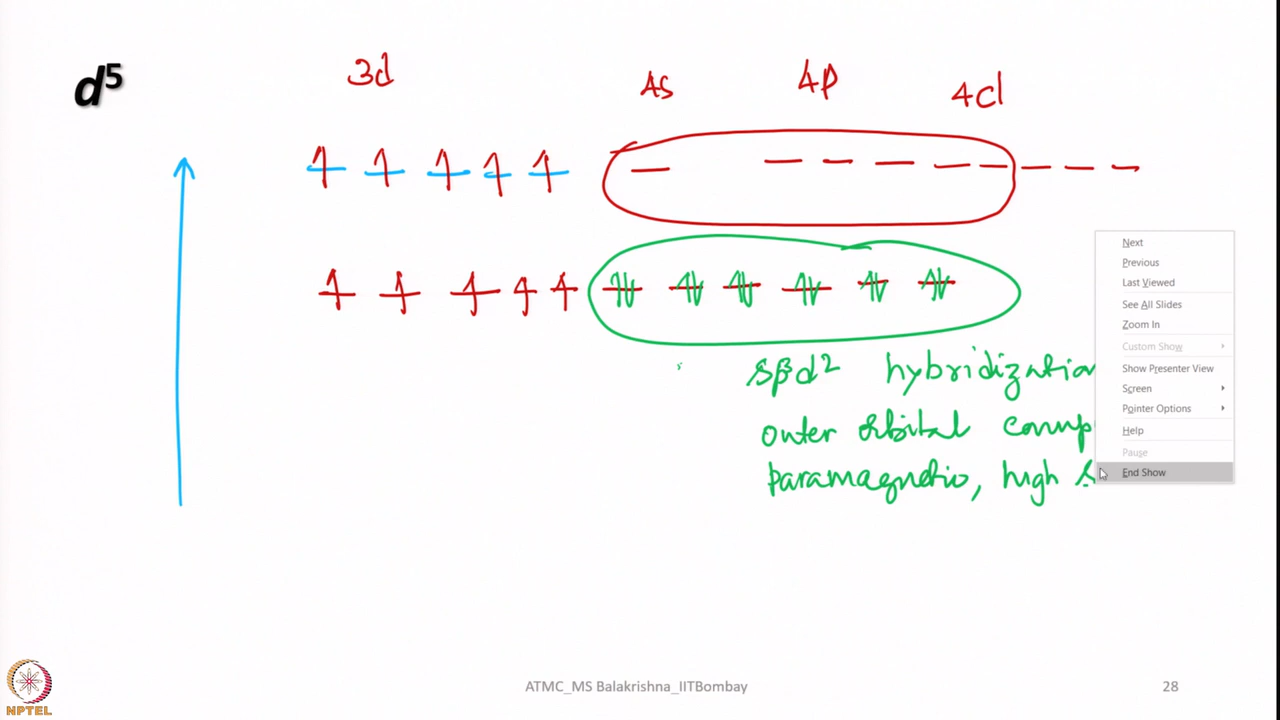 d⁵
3d
4s 4p 4d
sp³d² hybridization
outer orbital comp
paramagnetic, high s
Next
Previous
Last Viewed
See All Slides
Zoom In
Custom Show
Show Presenter View
Screen
Pointer Options
Help
Pause
End Show
NPTEL
ATMC_MS Balakrishna_IITBombay
28